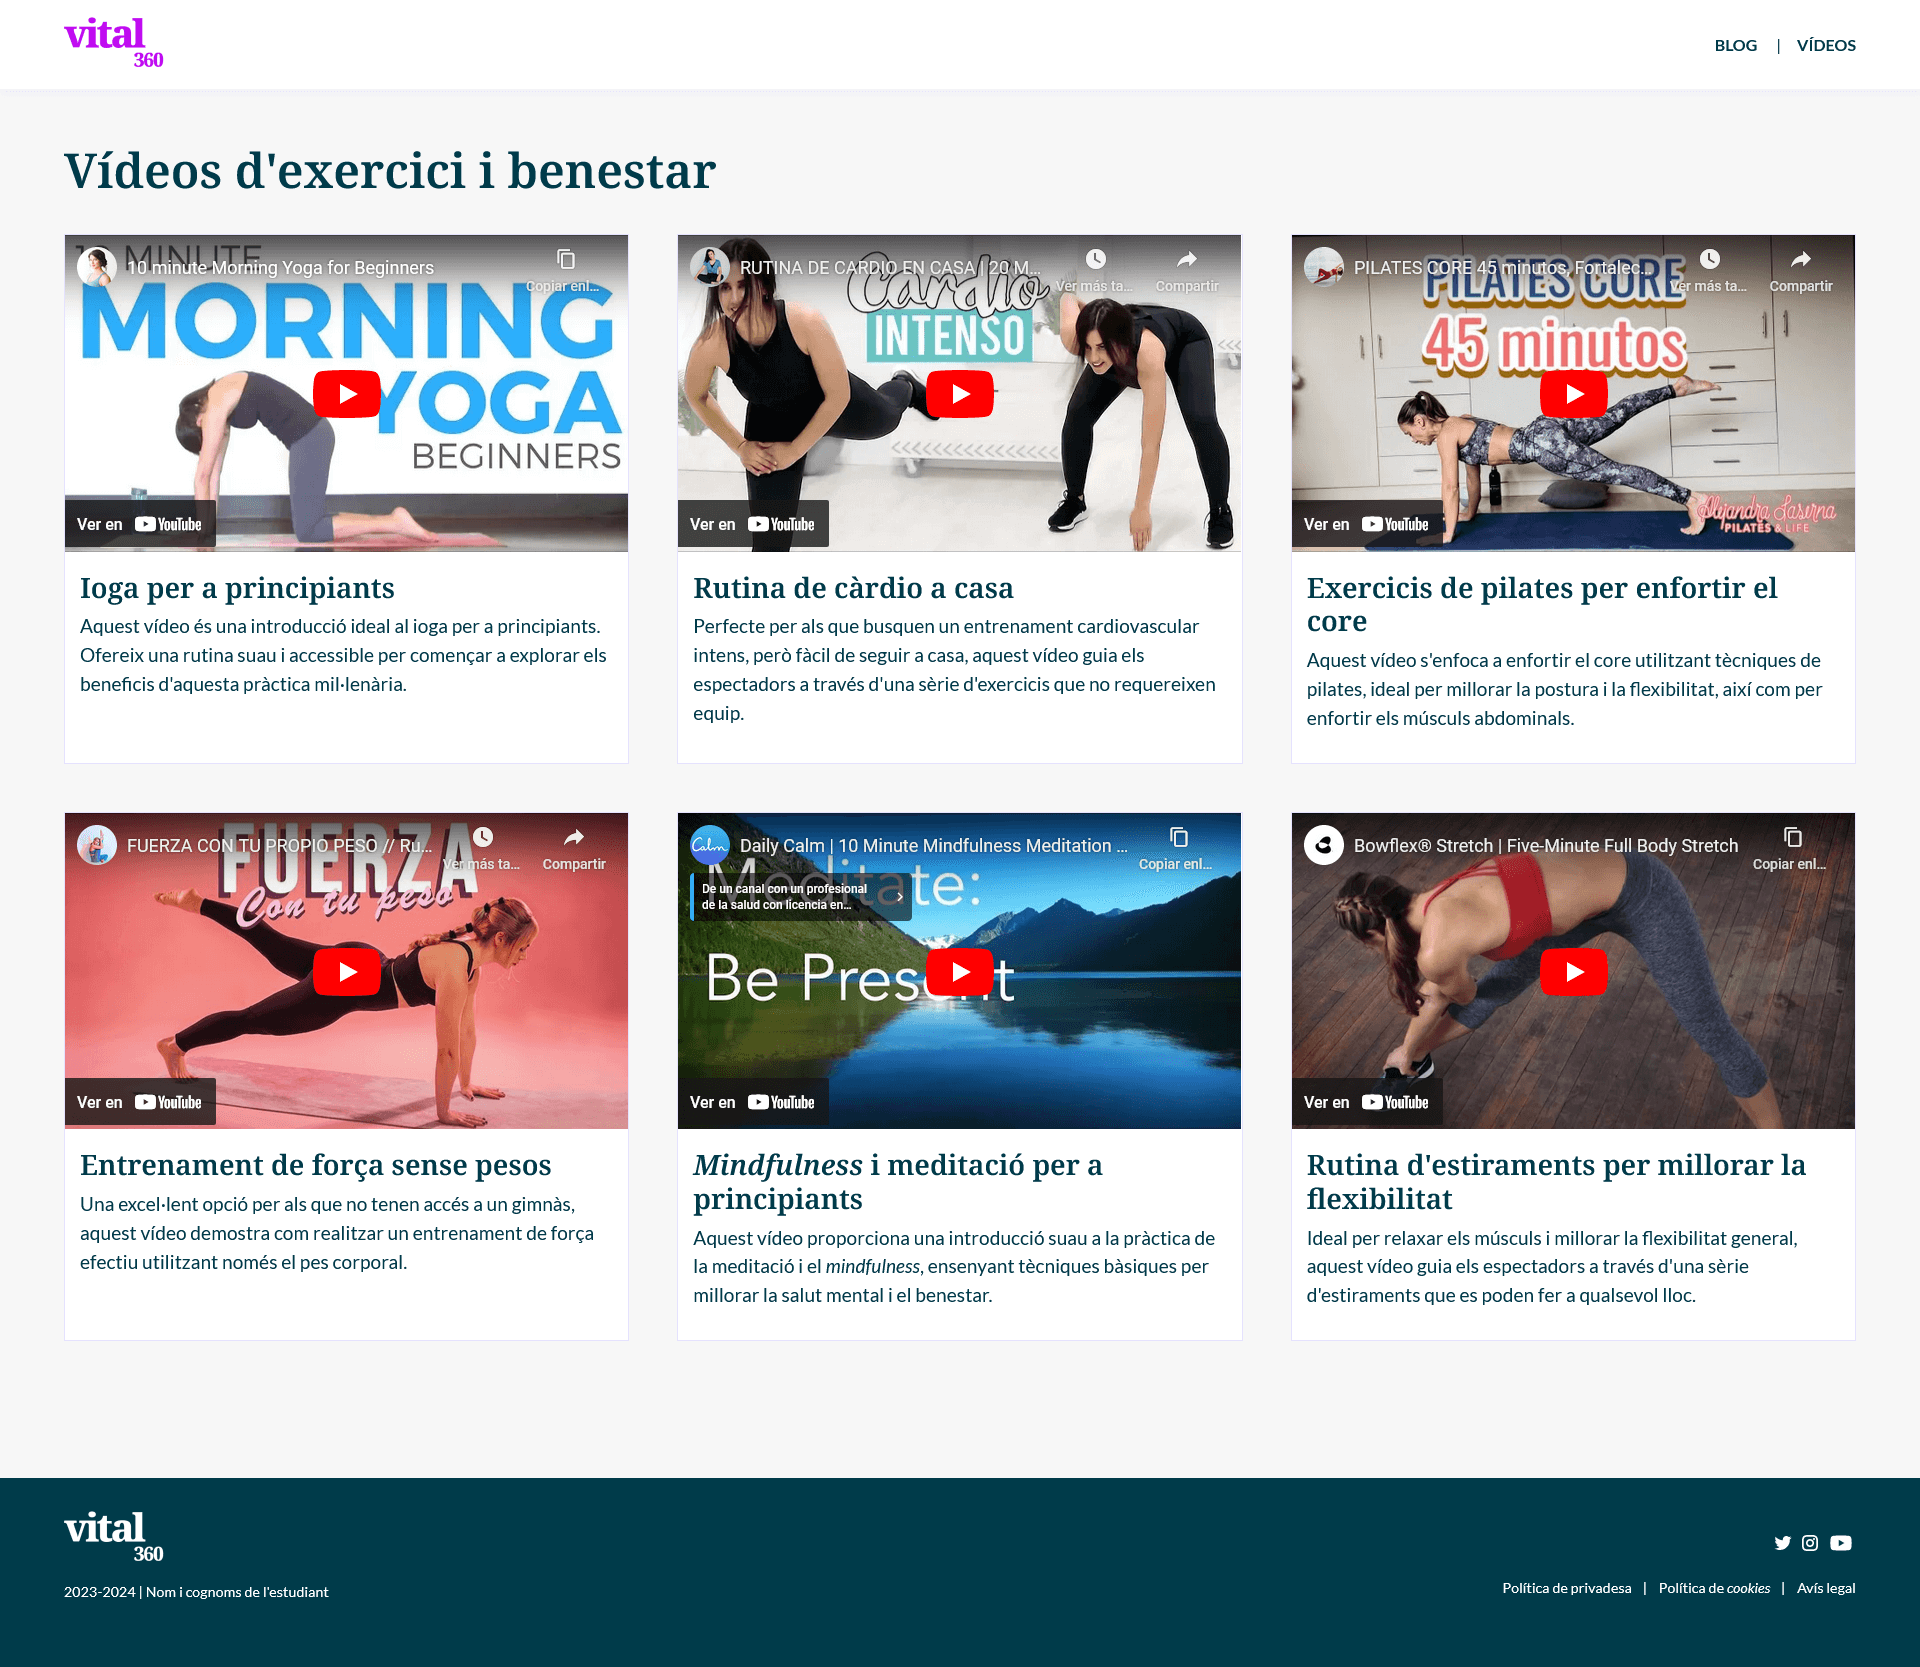 vital
360
BLOG | VÍDEOS
Vídeos d'exercici i benestar
10 MINUTE
10 minute Morning Yoga for Beginners
Copiar enl...
MORNING
YOGA
BEGINNERS
Ver en YouTube
Ioga per a principiants
Aquest vídeo és una introducció ideal al ioga per a principiants.
Ofereix una rutina suau i accessible per començar a explorar els
beneficis d'aquesta pràctica mil·lenària.
RUTINA DE CARDIO EN CASA | 20 M...
Ver más ta...
Compartir
Cardio
INTENSO
Ver en YouTube
Rutina de càrdio a casa
Perfecte per als que busquen un entrenament cardiovascular
intens, però fàcil de seguir a casa, aquest vídeo guia els
espectadors a través d'una sèrie d'exercicis que no requereixen
equip.
PILATES CORE 45 minutos, Fortalec...
Ver más ta...
Compartir
PILATES CORE
45 minutos
Alejandra Laserna
PILATES & LIFE
Ver en YouTube
Exercicis de pilates per enfortir el
core
Aquest vídeo s'enfoca a enfortir el core utilitzant tècniques de
pilates, ideal per millorar la postura i la flexibilitat, així com per
enfortir els músculs abdominals.
FUERZA CON TU PROPIO PESO // Ru...
Ver más ta...
Compartir
FUERZA
Con tu peso
Ver en YouTube
Entrenament de força sense pesos
Una excel·lent opció per als que no tenen accés a un gimnàs,
aquest vídeo demostra com realitzar un entrenament de força
efectiu utilitzant només el pes corporal.
Calm
Daily Calm | 10 Minute Mindfulness Meditation ...
Copiar enl...
Meditate:
De un canal con un profesional
de la salud con licencia en...
Be Present
Ver en YouTube
Mindfulness i meditació per a
principiants
Aquest vídeo proporciona una introducció suau a la pràctica de
la meditació i el mindfulness, ensenyant tècniques bàsiques per
millorar la salut mental i el benestar.
Bowflex® Stretch | Five-Minute Full Body Stretch
Copiar enl...
Ver en YouTube
Rutina d'estiraments per millorar la
flexibilitat
Ideal per relaxar els músculs i millorar la flexibilitat general,
aquest vídeo guia els espectadors a través d'una sèrie
d'estiraments que es poden fer a qualsevol lloc.
vital
360
2023-2024 | Nom i cognoms de l'estudiant
Política de privadesa | Política de cookies | Avís legal